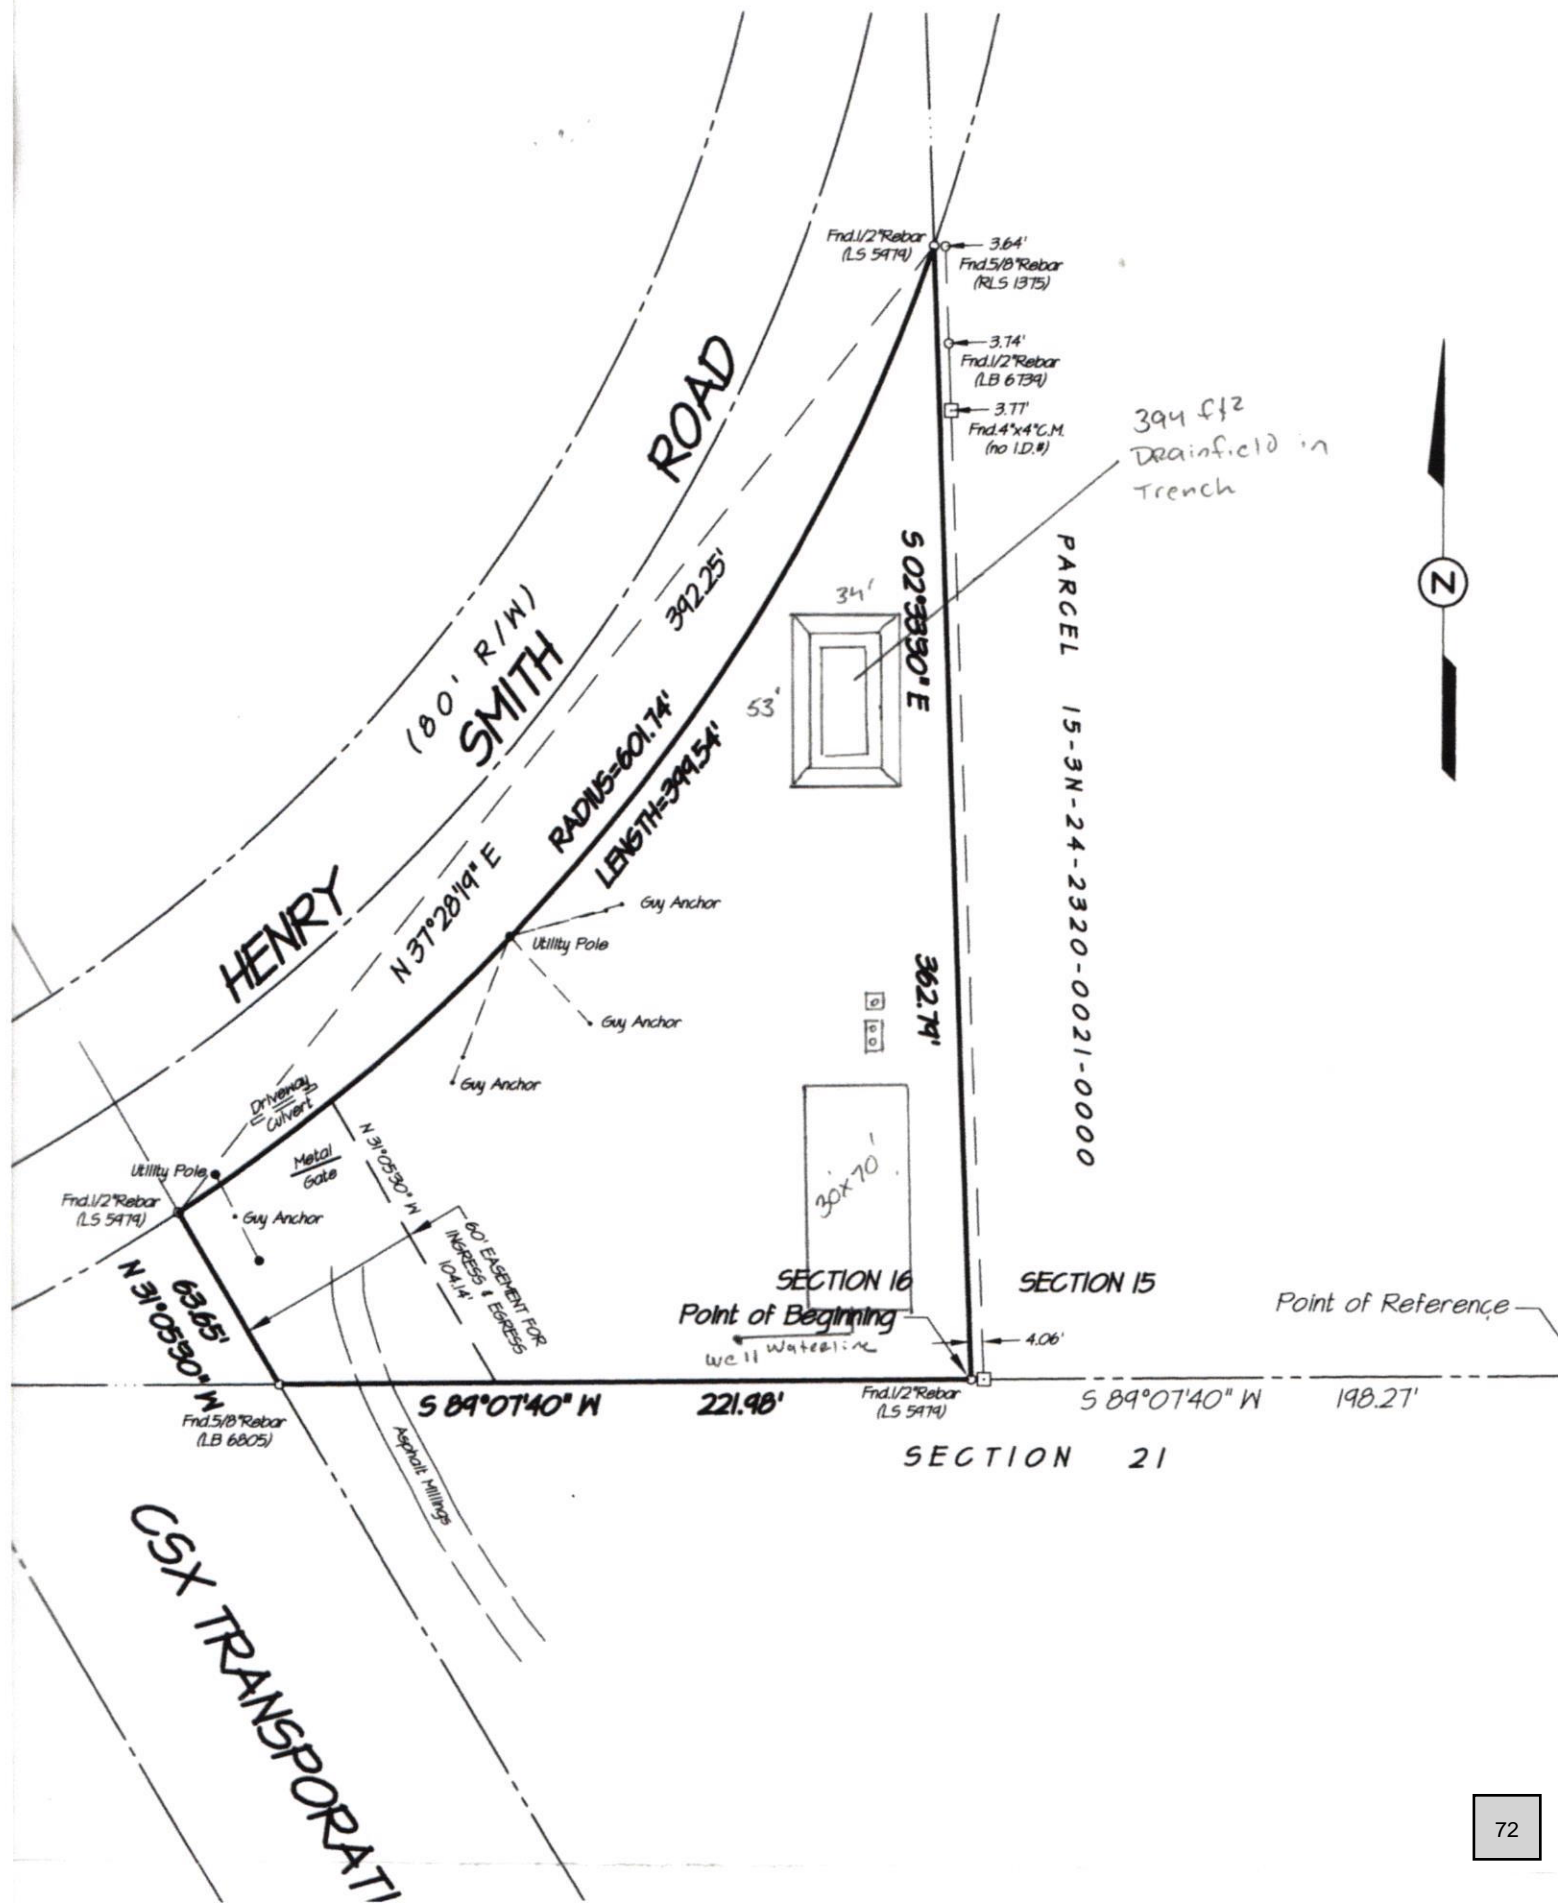 Fnd.1/2"Rebar
(LS 5979)
3.64'
Fnd.5/8"Rebar
(RLS 1375)
3.74'
Fnd.1/2"Rebar
(LB 6739)
3.77'
Fnd.4"x4"C.M.
(no I.D.#)
394 ft2
Drainfield in
Trench
HENRY
SMITH
ROAD
(80' R/W)
392.25'
N 37°28'19" E
RADIUS=601.74'
LENGTH=399.54'
34'
53'
S 02° E
362.79'
PARCEL 15-3N-24-2320-0021-0000
N
Guy Anchor
Utility Pole
Guy Anchor
Guy Anchor
Driveway
Culvert
Metal
Gate
Utility Pole
Fnd.1/2"Rebar
(LS 5979)
Guy Anchor
N 31°05'30" W
60' EASEMENT FOR
INGRESS & EGRESS
104.14'
63.65'
N 31°05'30" W
30x70'
SECTION 16
SECTION 15
Point of Beginning
Point of Reference
4.06'
Well Waterline
S 89°07'40" W
221.98'
Fnd.1/2"Rebar
(LS 5979)
S 89°07'40" W
198.27'
Fnd.5/8"Rebar
(LB 6805)
SECTION 21
Asphalt Millings
CSX TRANSPORATI
72